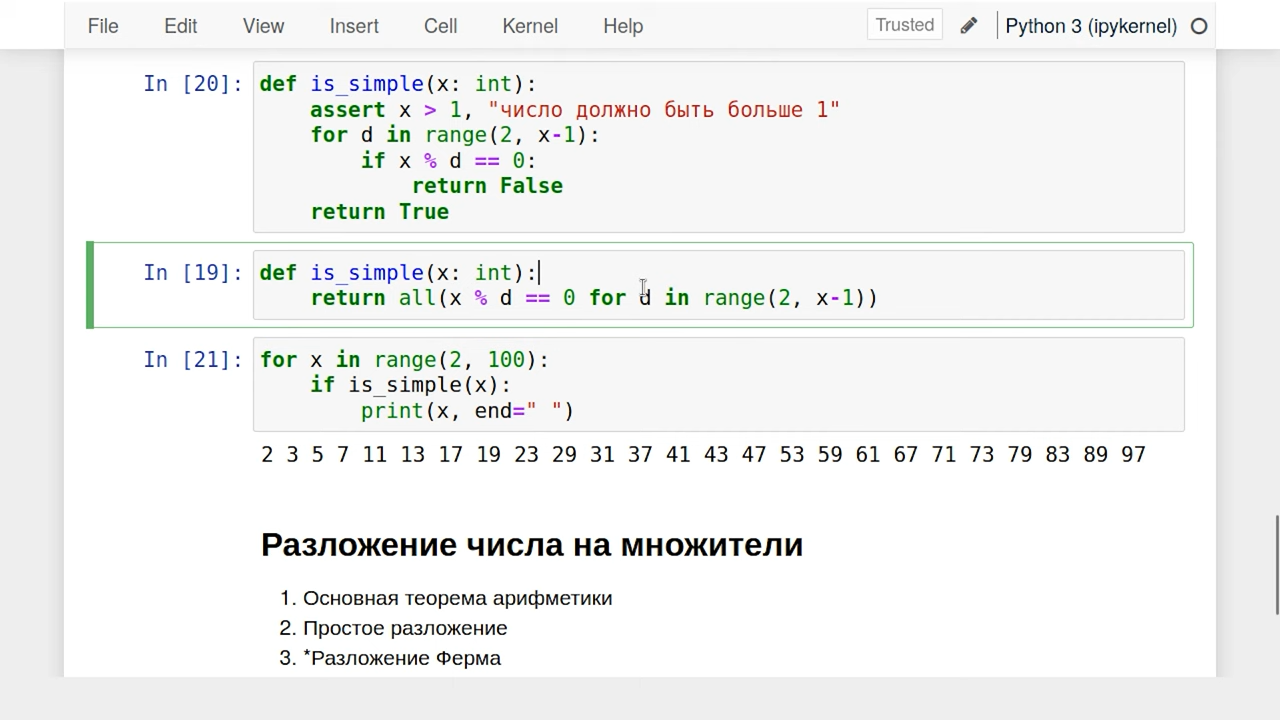 File Edit View Insert Cell Kernel Help Trusted Python 3 (ipykernel)
In [20]: def is_simple(x: int):
    assert x > 1, "число должно быть больше 1"
    for d in range(2, x-1):
        if x % d == 0:
            return False
    return True
In [19]: def is_simple(x: int):
    return all(x % d == 0 for d in range(2, x-1))
In [21]: for x in range(2, 100):
    if is_simple(x):
        print(x, end=" ")
2 3 5 7 11 13 17 19 23 29 31 37 41 43 47 53 59 61 67 71 73 79 83 89 97
Разложение числа на множители
1. Основная теорема арифметики
2. Простое разложение
3. *Разложение Ферма